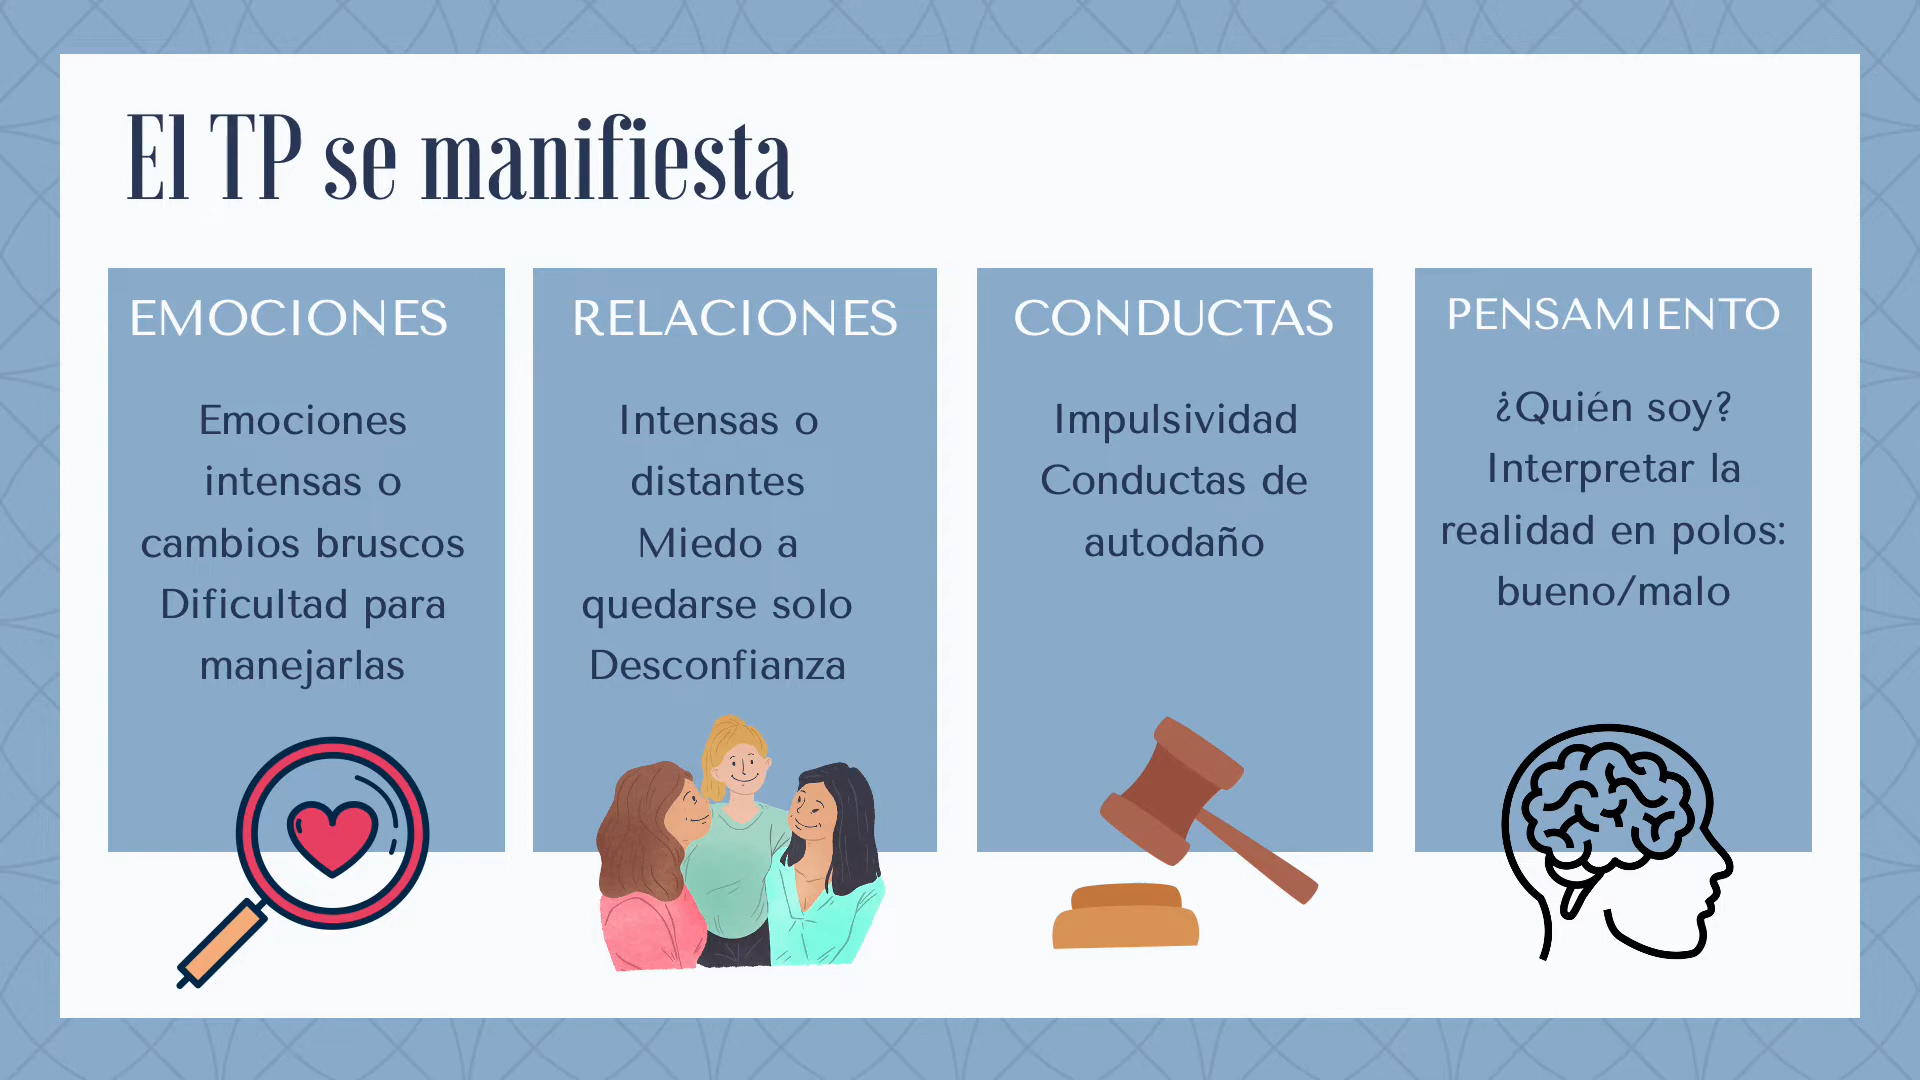 El TP se manifiesta
EMOCIONES
Emociones
intensas o
cambios bruscos
Dificultad para
manejarlas
RELACIONES
Intensas o
distantes
Miedo a
quedarse solo
Desconfianza
CONDUCTAS
Impulsividad
Conductas de
autodaño
PENSAMIENTO
¿Quién soy?
Interpretar la
realidad en polos:
bueno/malo